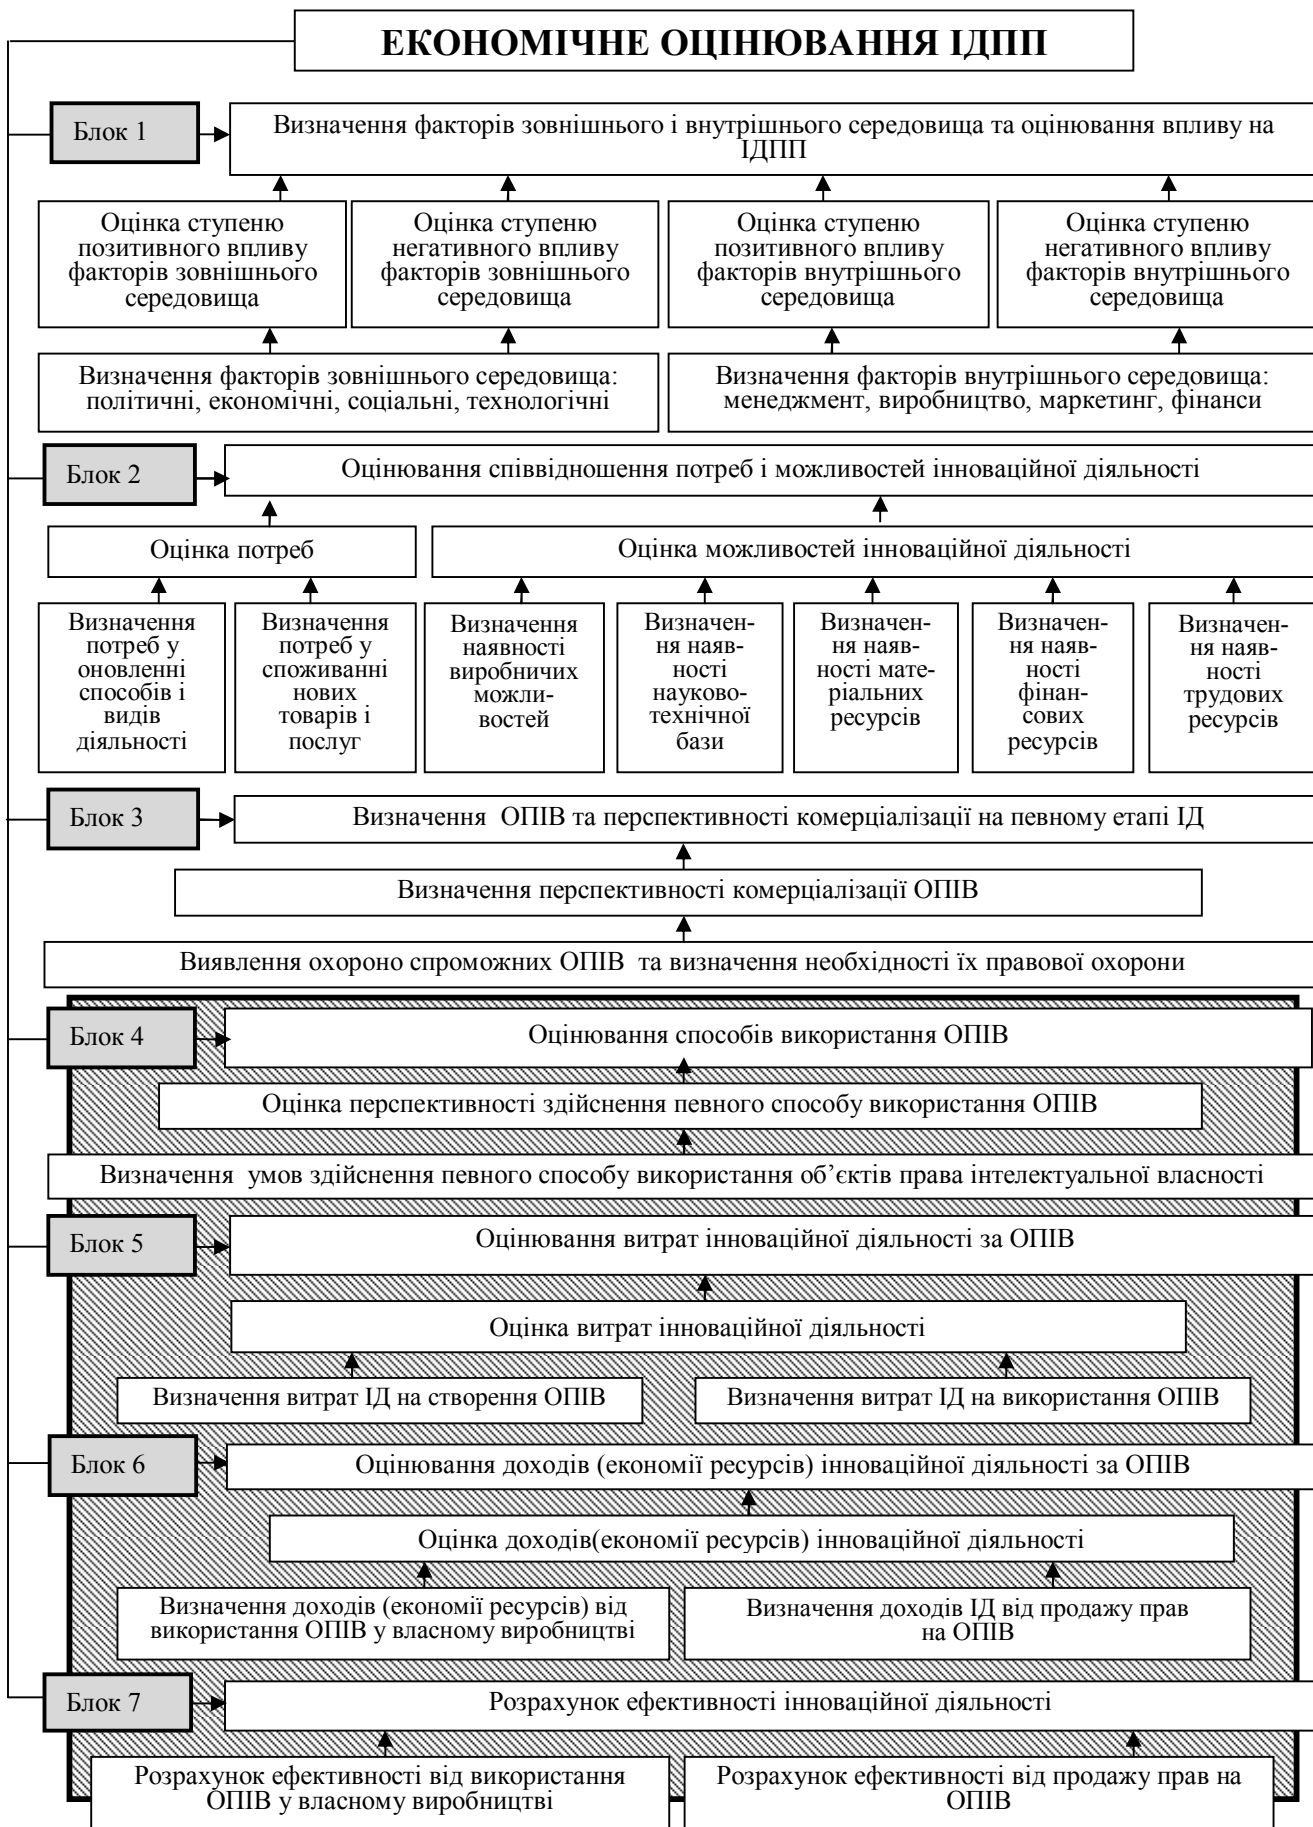 ЕКОНОМІЧНЕ ОЦІНЮВАННЯ ІДПП
Блок 1
Визначення факторів зовнішнього і внутрішнього середовища та оцінювання впливу на
ІДПП
Оцінка ступеню
позитивного впливу
факторів зовнішнього
середовища
Оцінка ступеню
негативного впливу
факторів зовнішнього
середовища
Оцінка ступеню
позитивного впливу
факторів внутрішнього
середовища
Оцінка ступеню
негативного впливу
факторів внутрішнього
середовища
Визначення факторів зовнішнього середовища:
політичні, економічні, соціальні, технологічні
Визначення факторів внутрішнього середовища:
менеджмент, виробництво, маркетинг, фінанси
Блок 2
Оцінювання співвідношення потреб і можливостей інноваційної діяльності
Оцінка потреб
Оцінка можливостей інноваційної діяльності
Визначення
потреб у
оновленні
способів і
видів
діяльності
Визначення
потреб у
споживанні
нових
товарів і
послуг
Визначення
наявності
виробничих
можли-
востей
Визначен-
ня наяв-
ності
науково-
технічної
бази
Визначен-
ня наяв-
ності мате-
ріальних
ресурсів
Визначен-
ня наяв-
ності
фінан-
сових
ресурсів
Визначен-
ня наяв-
ності
трудових
ресурсів
Блок 3
Визначення ОПІВ та перспективності комерціалізації на певному етапі ІД
Визначення перспективності комерціалізації ОПІВ
Виявлення охороно спроможних ОПІВ та визначення необхідності їх правової охорони
Блок 4
Оцінювання способів використання ОПІВ
Оцінка перспективності здійснення певного способу використання ОПІВ
Визначення умов здійснення певного способу використання об’єктів права інтелектуальної власності
Блок 5
Оцінювання витрат інноваційної діяльності за ОПІВ
Оцінка витрат інноваційної діяльності
Визначення витрат ІД на створення ОПІВ
Визначення витрат ІД на використання ОПІВ
Блок 6
Оцінювання доходів (економії ресурсів) інноваційної діяльності за ОПІВ
Оцінка доходів(економії ресурсів) інноваційної діяльності
Визначення доходів (економії ресурсів) від
використання ОПІВ у власному виробництві
Визначення доходів ІД від продажу прав
на ОПІВ
Блок 7
Розрахунок ефективності інноваційної діяльності
Розрахунок ефективності від використання
ОПІВ у власному виробництві
Розрахунок ефективності від продажу прав на
ОПІВ